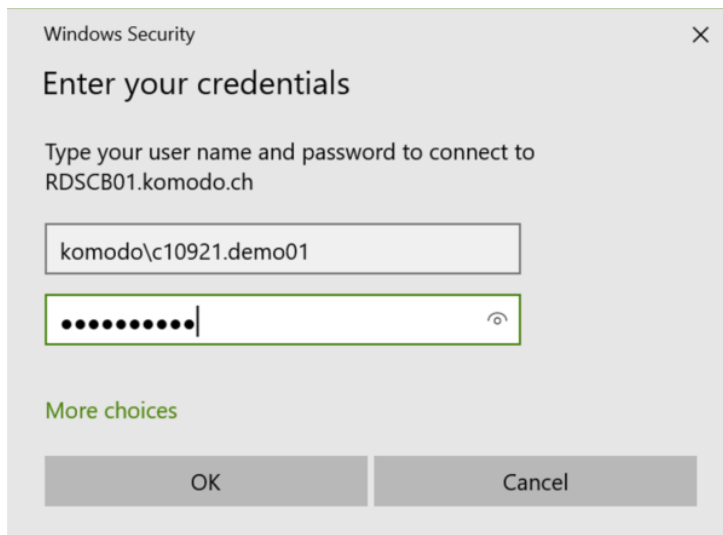 Windows Security
Enter your credentials
Type your user name and password to connect to
RDSCB01.komodo.ch
komodo\c10921.demo01
●●●●●●●●●●
More choices
OK
Cancel